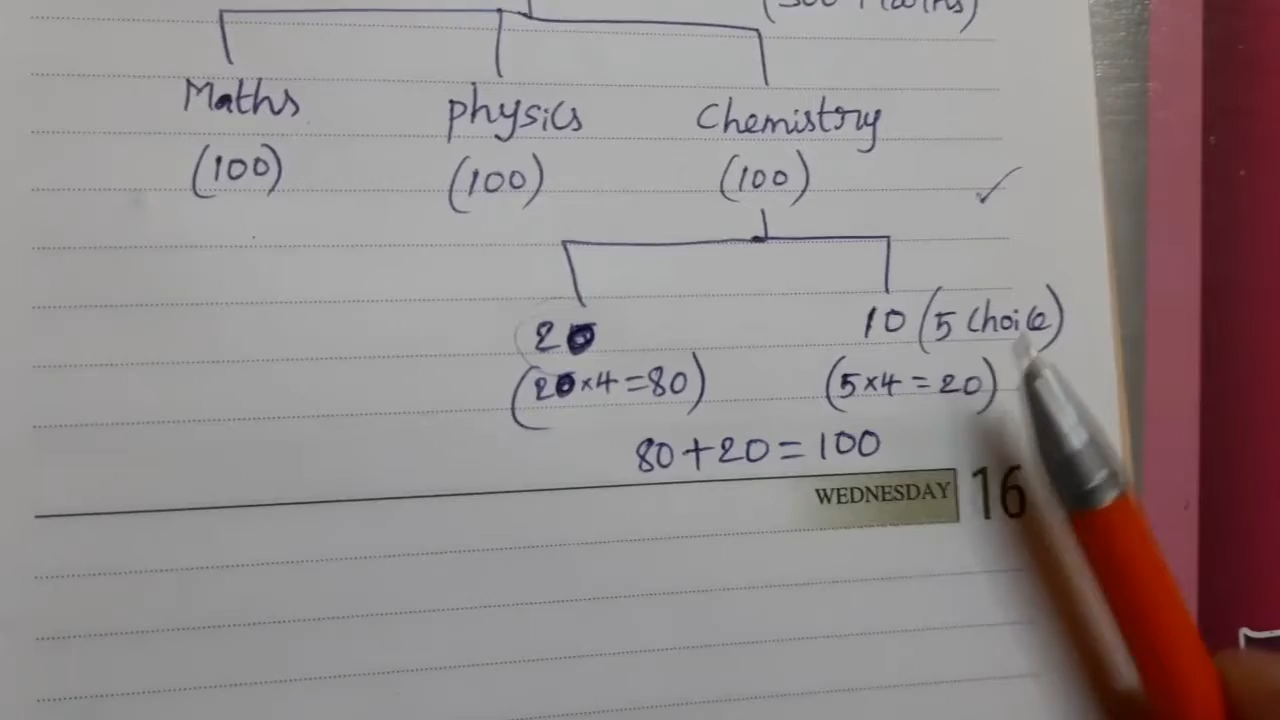 Maths physics Chemistry
(100) (100) (100)
20 10 (5 Choice)
(20×4=80) (5×4=20)
80+20=100
WEDNESDAY 16